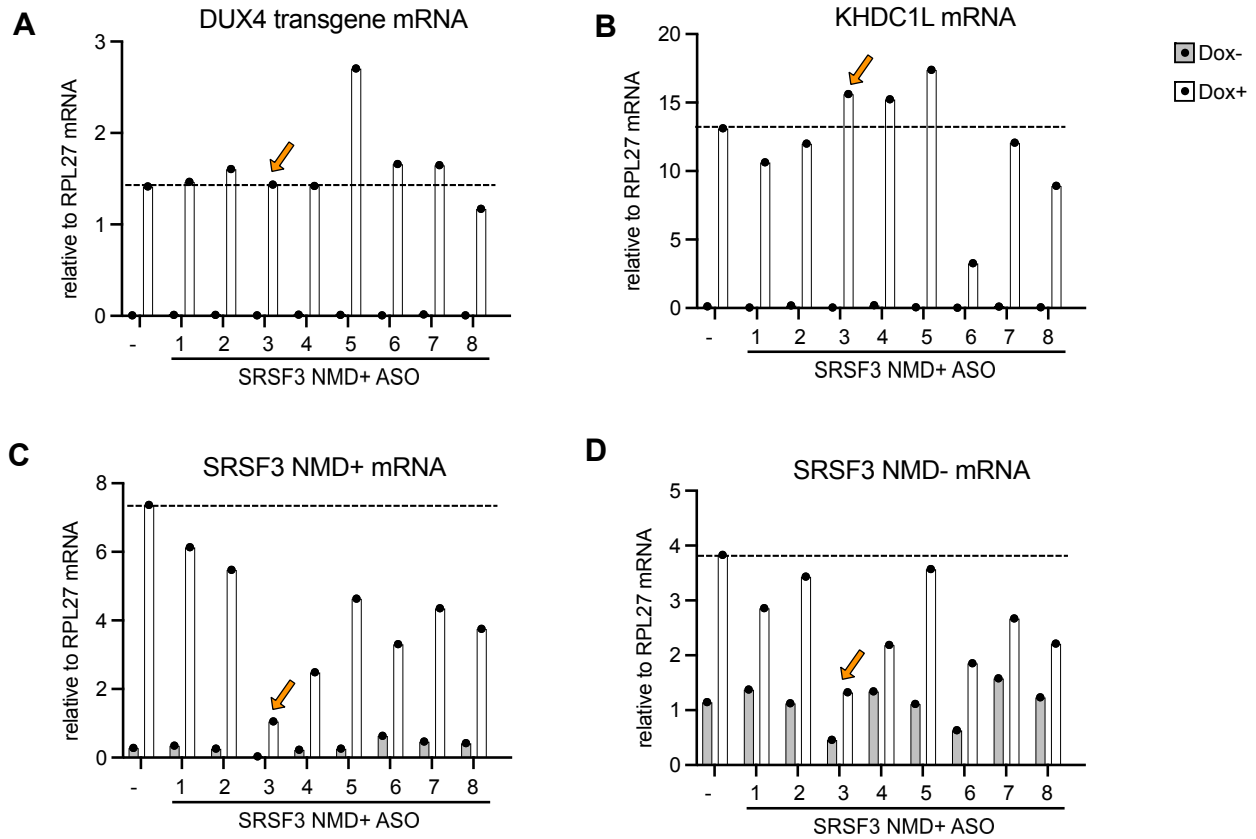 A
DUX4 transgene mRNA
relative to RPL27 mRNA
3
2
1
0
- 1 2 3 4 5 6 7 8
SRSF3 NMD+ ASO
B
KHDC1L mRNA
relative to RPL27 mRNA
20
15
10
5
0
- 1 2 3 4 5 6 7 8
SRSF3 NMD+ ASO
Dox-
Dox+
C
SRSF3 NMD+ mRNA
relative to RPL27 mRNA
8
6
4
2
0
- 1 2 3 4 5 6 7 8
SRSF3 NMD+ ASO
D
SRSF3 NMD- mRNA
relative to RPL27 mRNA
5
4
3
2
1
0
- 1 2 3 4 5 6 7 8
SRSF3 NMD+ ASO